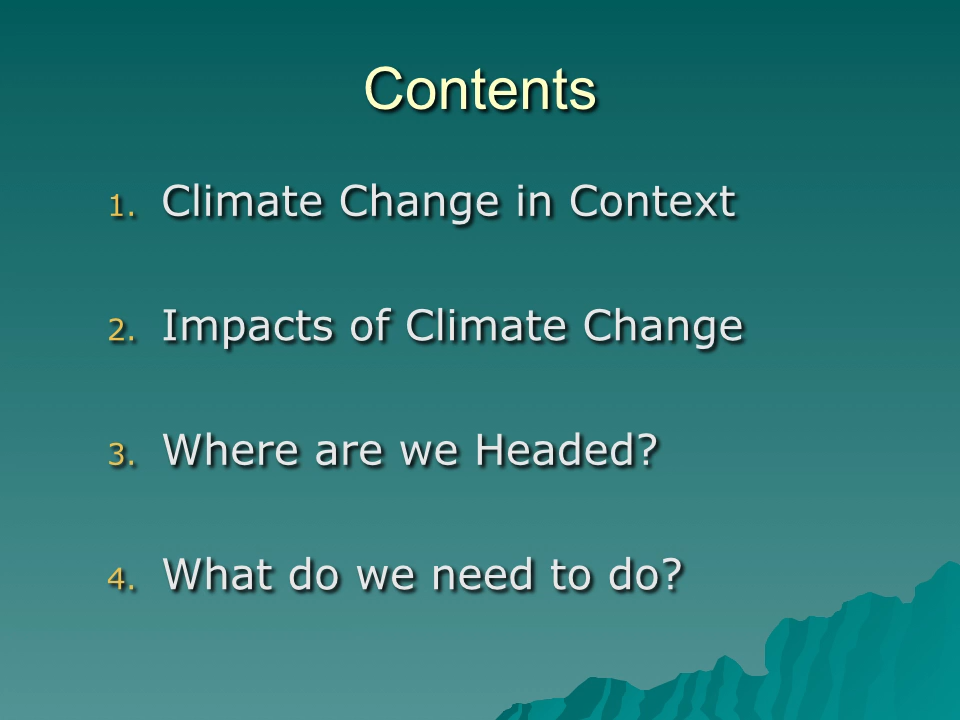 Contents
1. Climate Change in Context
2. Impacts of Climate Change
3. Where are we Headed?
4. What do we need to do?